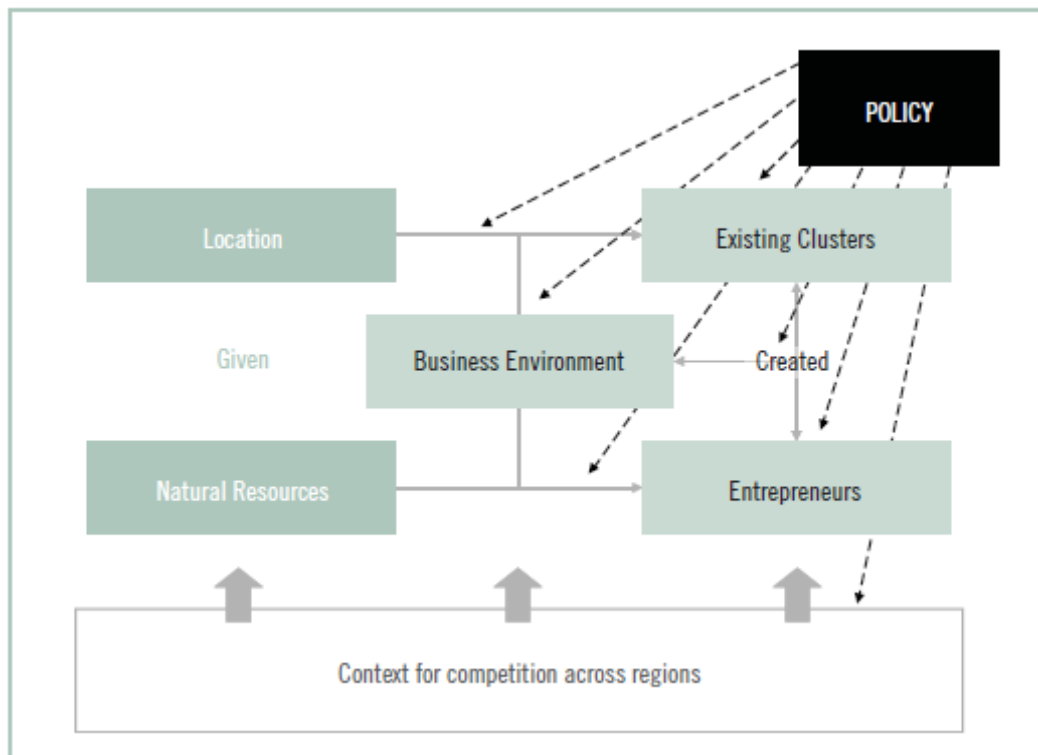 POLICY
Location
Existing Clusters
Given
Business Environment
Created
Natural Resources
Entrepreneurs
Context for competition across regions